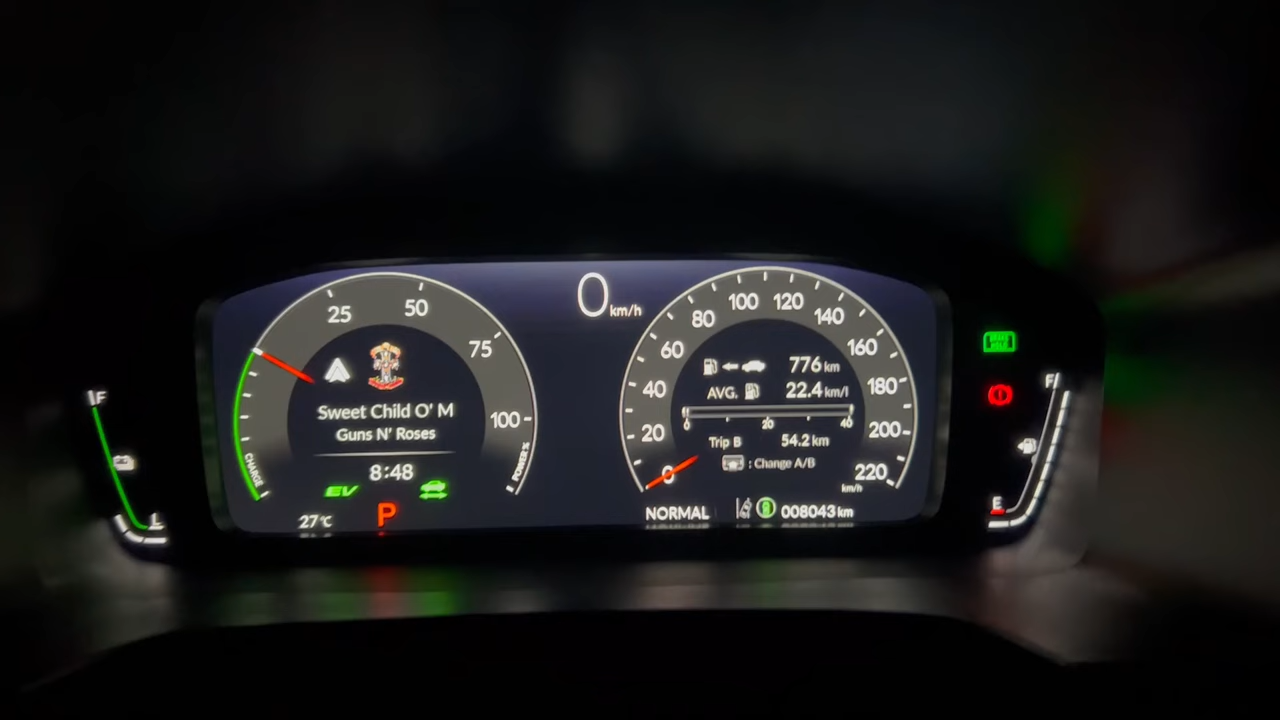 0 km/h
25
50
75
100
CHARGE
POWER %
Sweet Child O' M
Guns N' Roses
8:48
EV
27°C
P
F
L
0
20
40
60
80
100
120
140
160
180
200
220
km/h
776 km
AVG. 22.4 km/l
0 20 40
Trip B 54.2 km
: Change A/B
NORMAL
008043 km
BRAKE HOLD
F
E